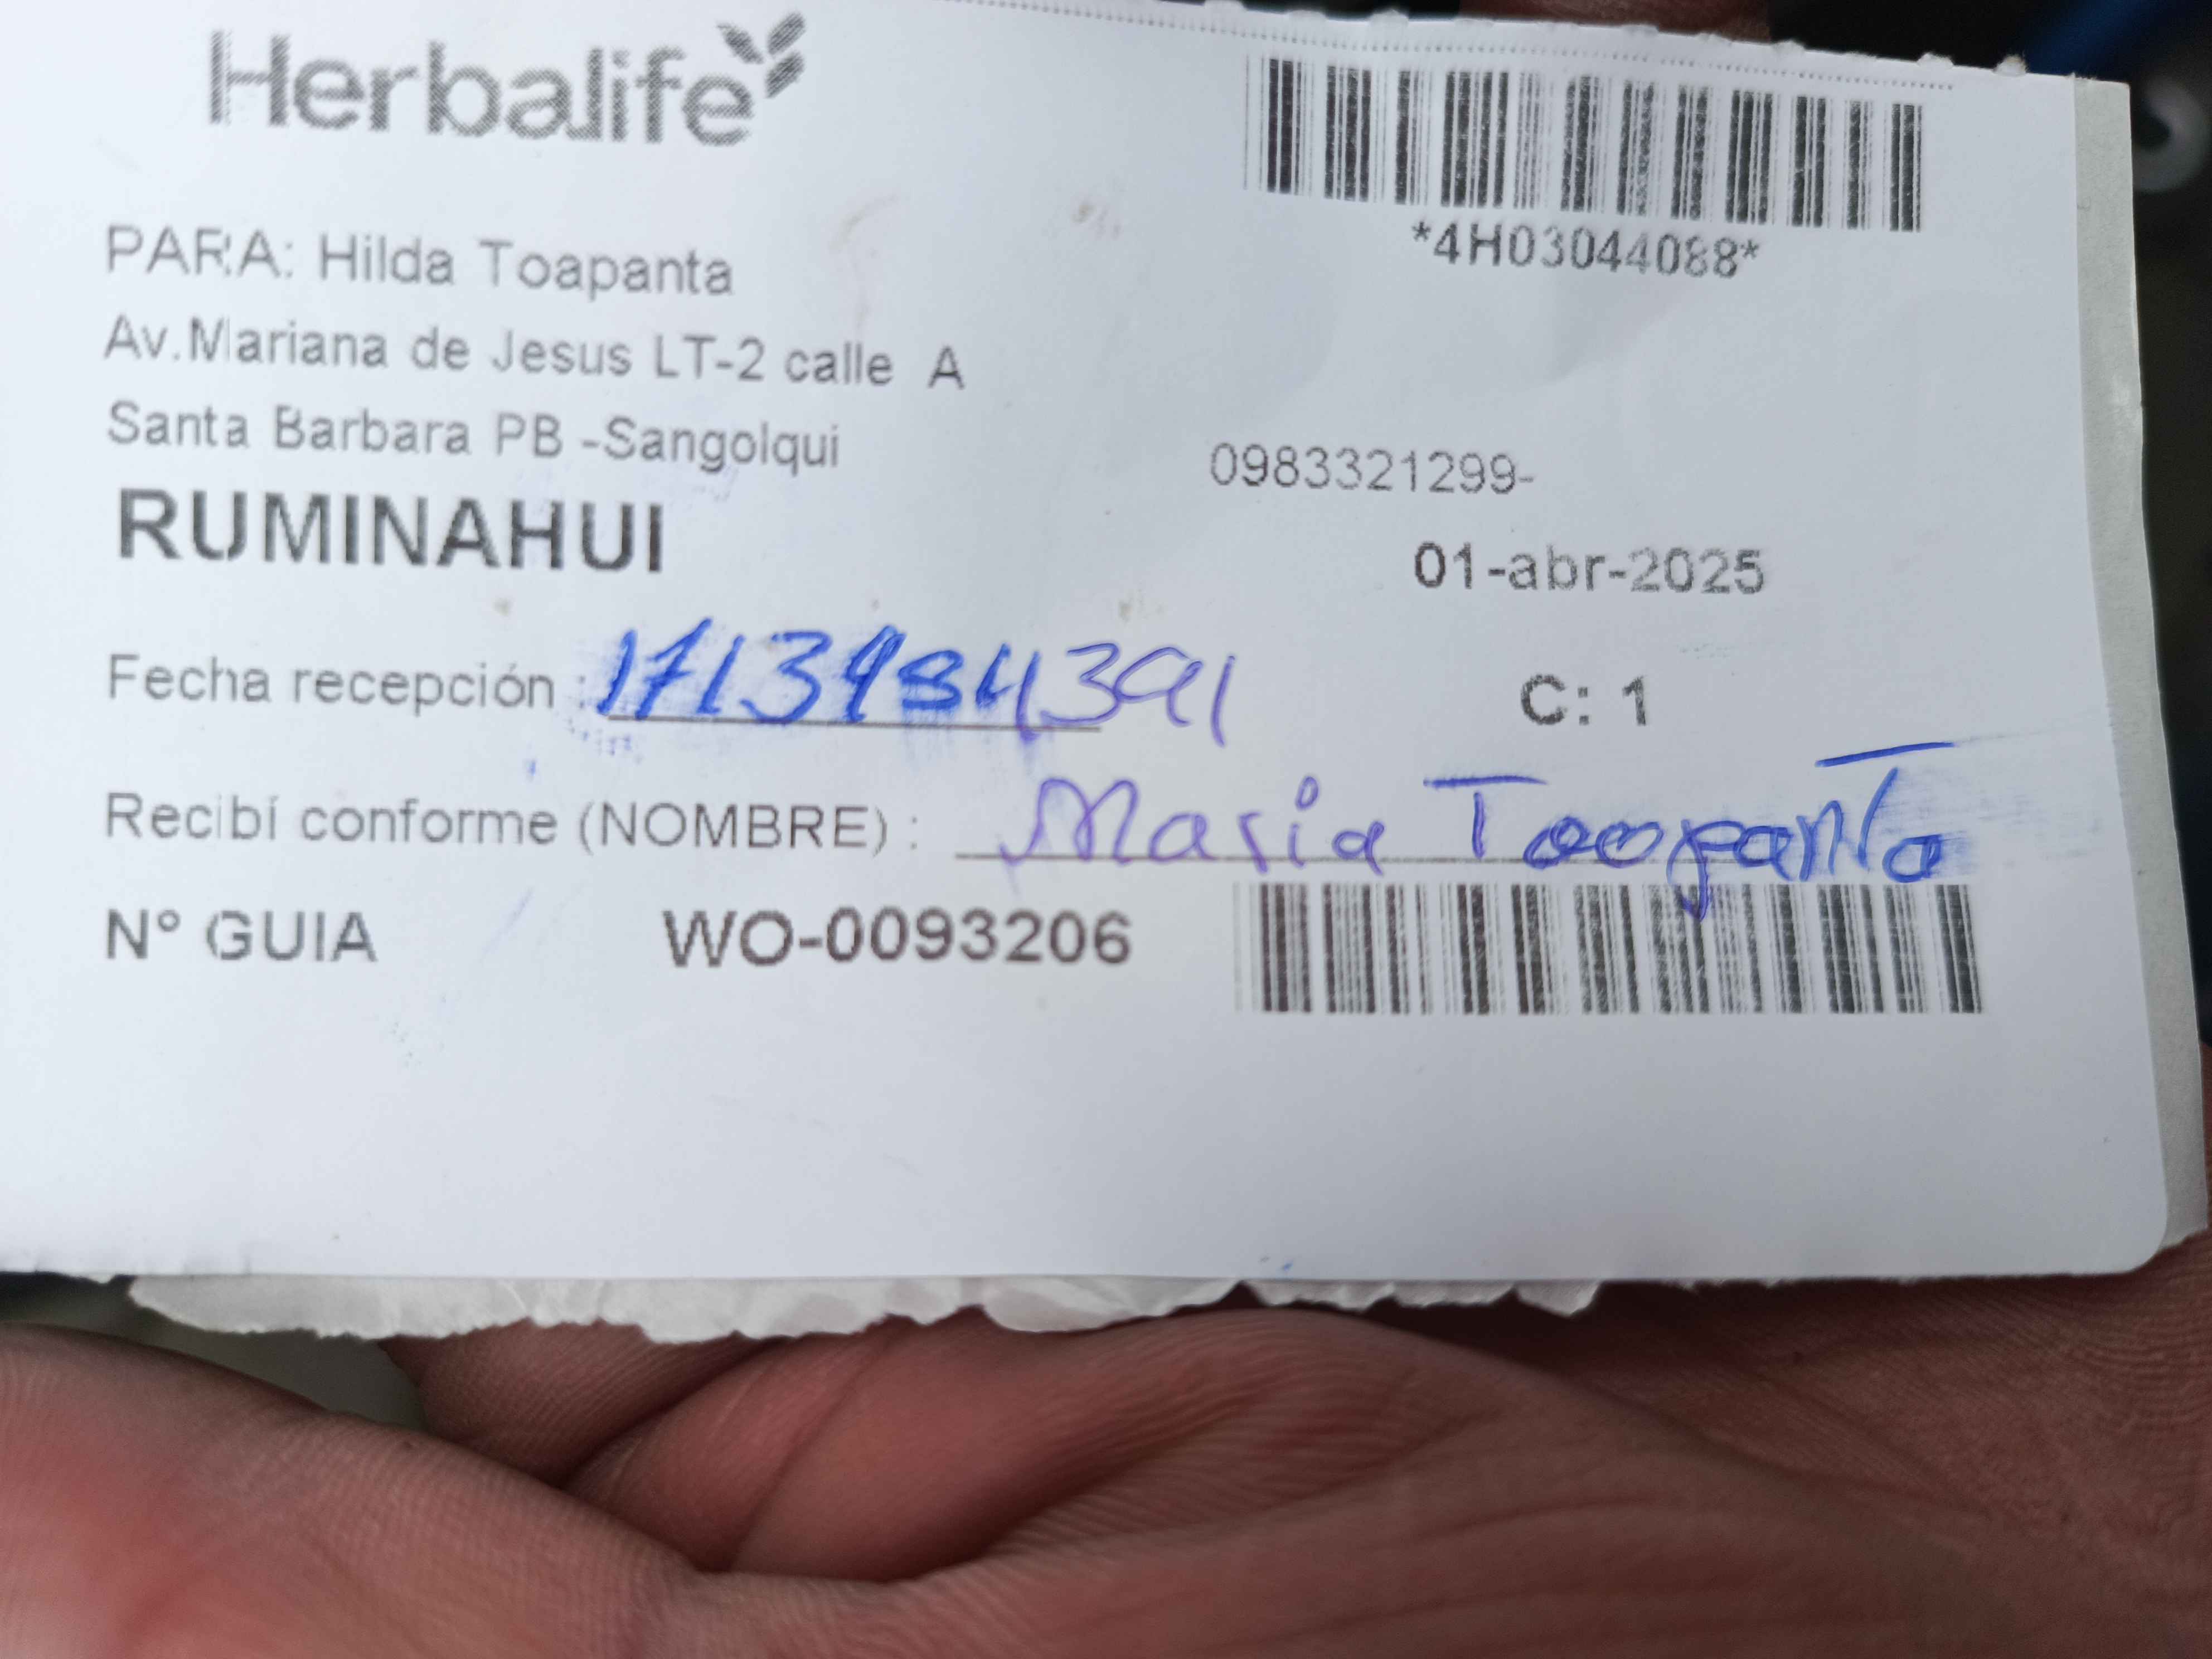 Herbalife
*4H03044088*
PARA: Hilda Toapanta
Av.Mariana de Jesus LT-2 calle A
Santa Barbara PB -Sangolqui
0983321299-
RUMINAHUI
01-abr-2025
Fecha recepción :
C: 1
Recibí conforme (NOMBRE) : Maria Toapanta
Nº GUIA WO-0093206